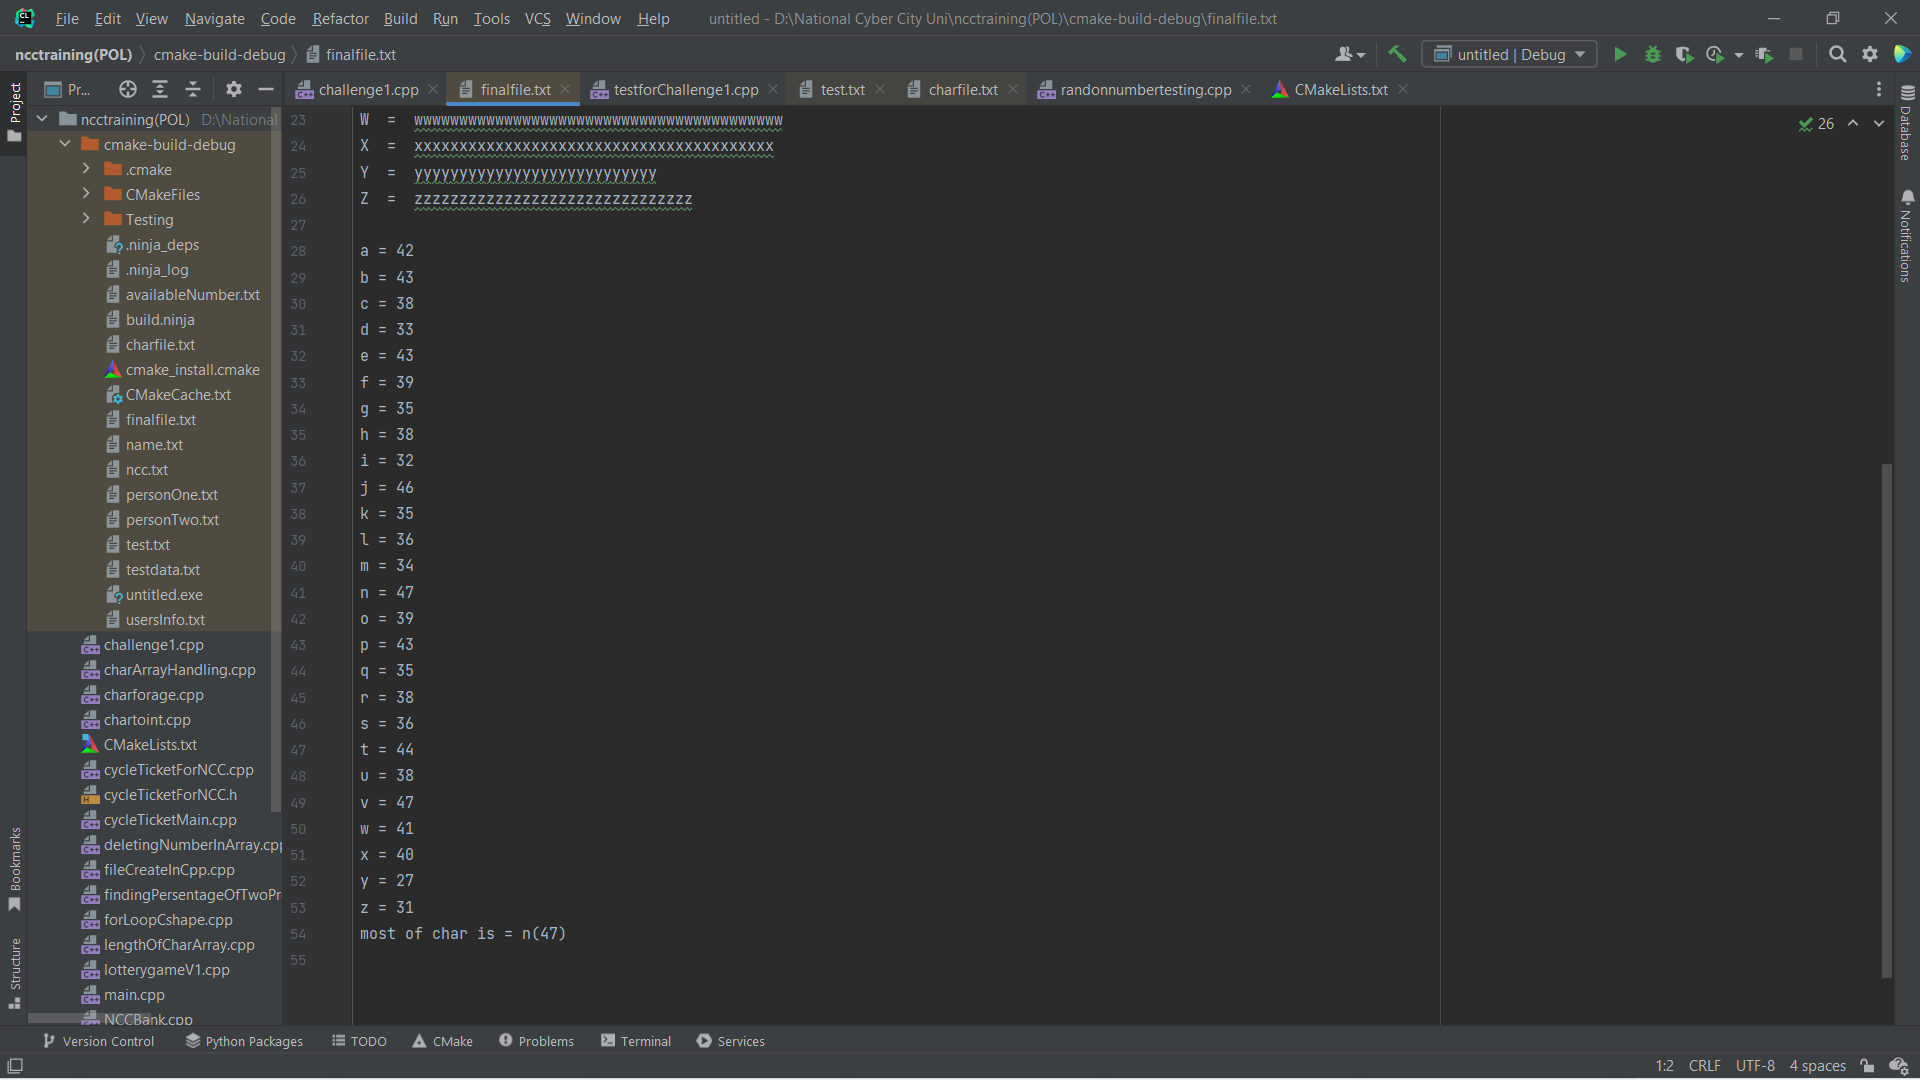 File Edit View Navigate Code Refactor Build Run Tools VCS Window Help untitled - D:\National Cyber City Uni\ncctraining(POL)\cmake-build-debug\finalfile.txt
ncctraining(POL) cmake-build-debug finalfile.txt untitled | Debug
Project
Pr...
challenge1.cpp finalfile.txt testforChallenge1.cpp test.txt charfile.txt randonnumbertesting.cpp CMakeLists.txt
ncctraining(POL) D:\National
cmake-build-debug
.cmake
CMakeFiles
Testing
.ninja_deps
.ninja_log
availableNumber.txt
build.ninja
charfile.txt
cmake_install.cmake
CMakeCache.txt
finalfile.txt
name.txt
ncc.txt
personOne.txt
personTwo.txt
test.txt
testdata.txt
untitled.exe
usersInfo.txt
challenge1.cpp
charArrayHandling.cpp
charforage.cpp
chartoint.cpp
CMakeLists.txt
cycleTicketForNCC.cpp
cycleTicketForNCC.h
cycleTicketMain.cpp
deletingNumberInArray.cpp
fileCreateInCpp.cpp
findingPersentageOfTwoPr
forLoopCshape.cpp
lengthOfCharArray.cpp
lotterygameV1.cpp
main.cpp
NCCBank.cpp
Bookmarks
Structure
23 W = wwwwwwwwwwwwwwwwwwwwwwwwwwwwwwwwwwwwwwwww
24 X = xxxxxxxxxxxxxxxxxxxxxxxxxxxxxxxxxxxxxxxx
25 Y = yyyyyyyyyyyyyyyyyyyyyyyyyyy
26 Z = zzzzzzzzzzzzzzzzzzzzzzzzzzzzzzz
27
28 a = 42
29 b = 43
30 c = 38
31 d = 33
32 e = 43
33 f = 39
34 g = 35
35 h = 38
36 i = 32
37 j = 46
38 k = 35
39 l = 36
40 m = 34
41 n = 47
42 o = 39
43 p = 43
44 q = 35
45 r = 38
46 s = 36
47 t = 44
48 u = 38
49 v = 47
50 w = 41
51 x = 40
52 y = 27
53 z = 31
54 most of char is = n(47)
55
26
Database
Notifications
Version Control Python Packages TODO CMake Problems Terminal Services
1:2 CRLF UTF-8 4 spaces